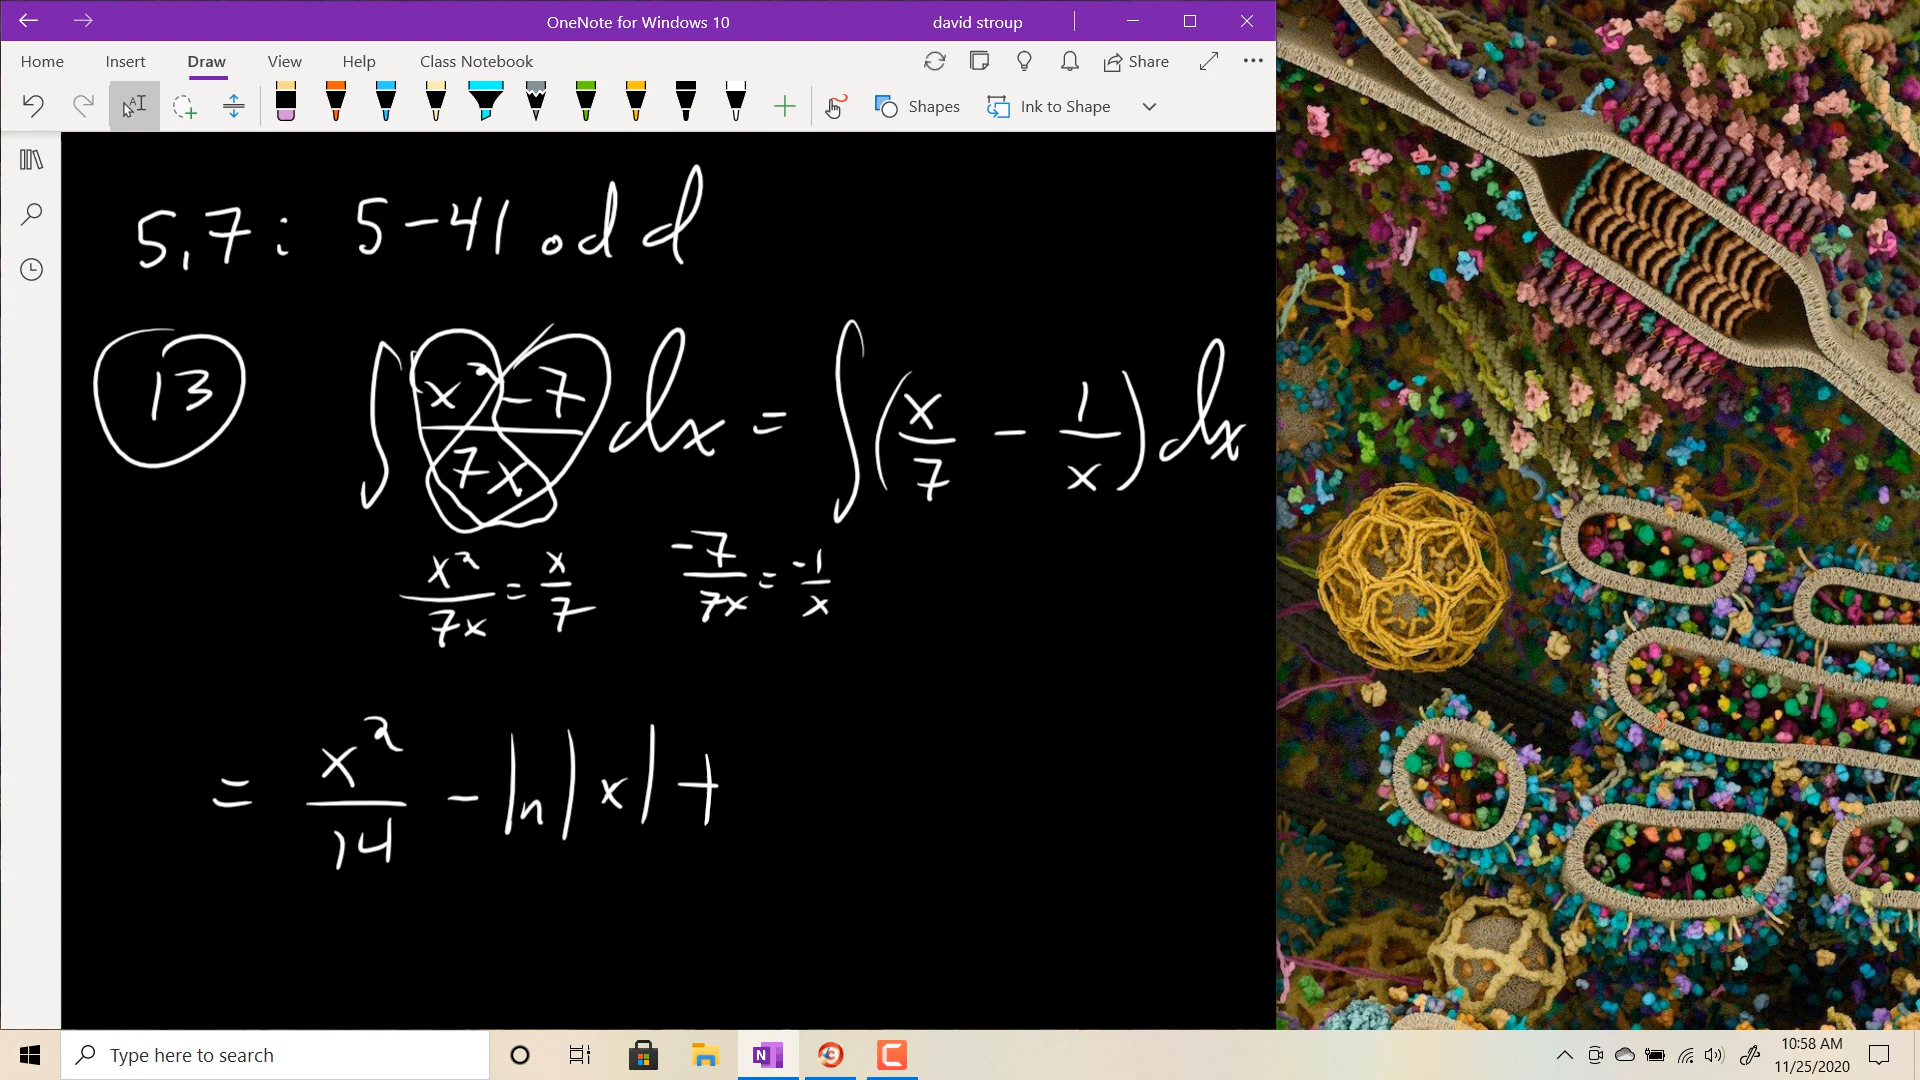 OneNote for Windows 10
david stroup
Home Insert Draw View Help Class Notebook Share
Shapes Ink to Shape
5,7: 5-41 odd
13 ∫ x²-7/7x dx = ∫(x/7 - 1/x)dx
x²/7x = x/7 -7/7x = -1/x
= x²/14 - ln|x| +
Type here to search
10:58 AM
11/25/2020